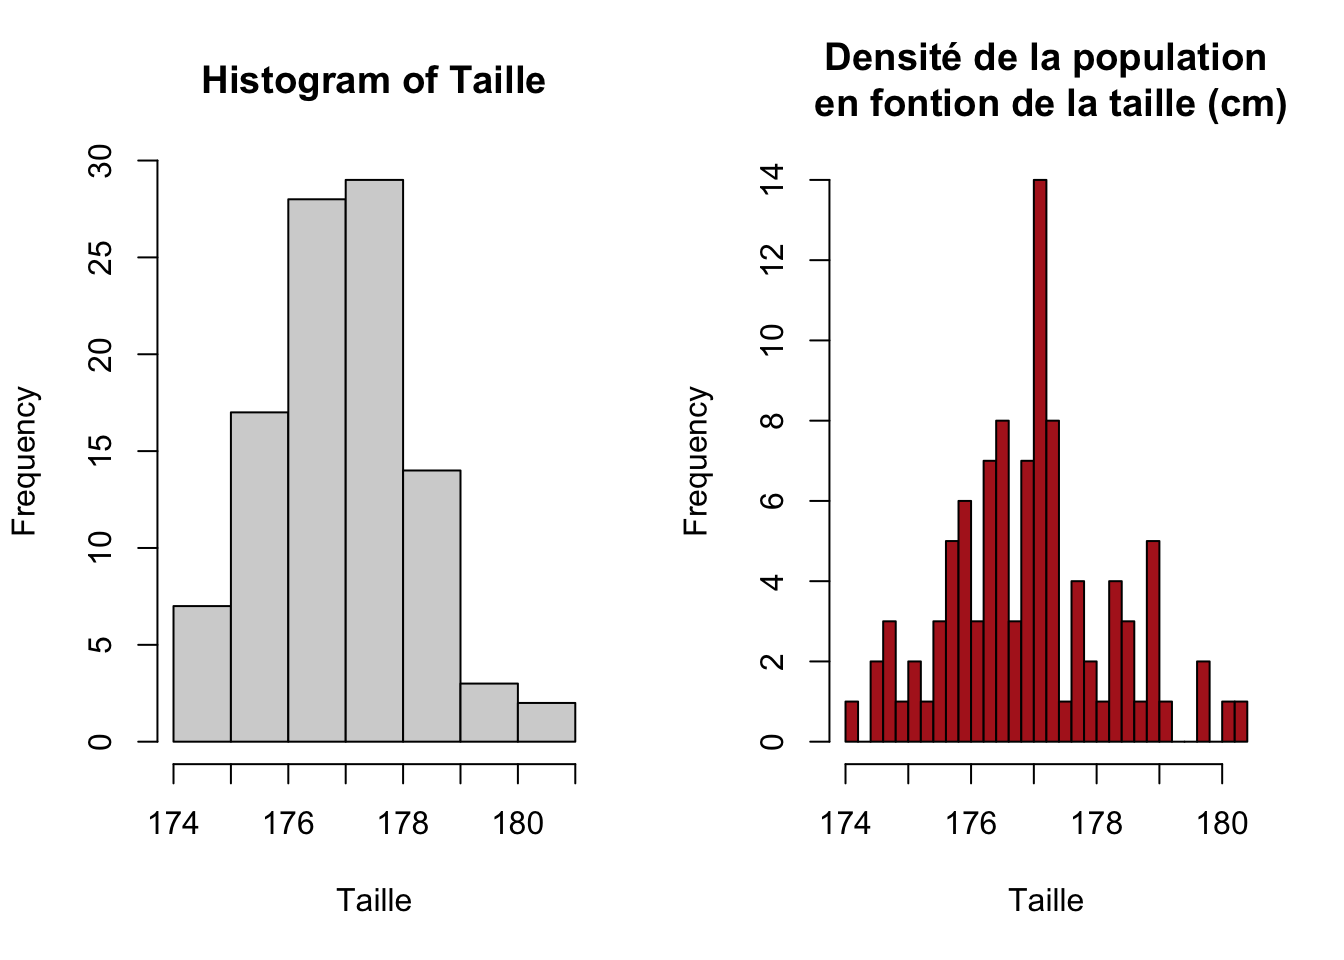 Histogram of Taille
Frequency
0 5 10 15 20 25 30
174 176 178 180
Taille
Densité de la population
en fontion de la taille (cm)
Frequency
0 2 4 6 8 10 12 14
174 176 178 180
Taille